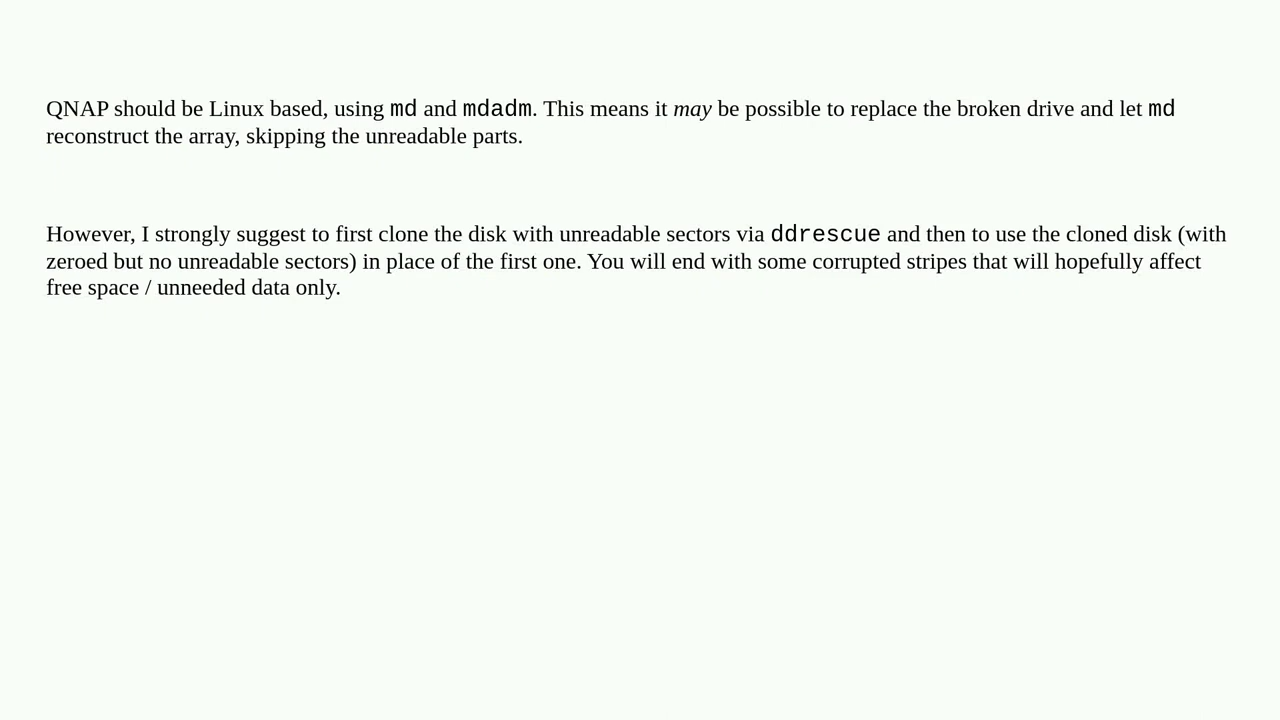 QNAP should be Linux based, using md and mdadm. This means it may be possible to replace the broken drive and let md
reconstruct the array, skipping the unreadable parts.
However, I strongly suggest to first clone the disk with unreadable sectors via ddrescue and then to use the cloned disk (with
zeroed but no unreadable sectors) in place of the first one. You will end with some corrupted stripes that will hopefully affect
free space / unneeded data only.